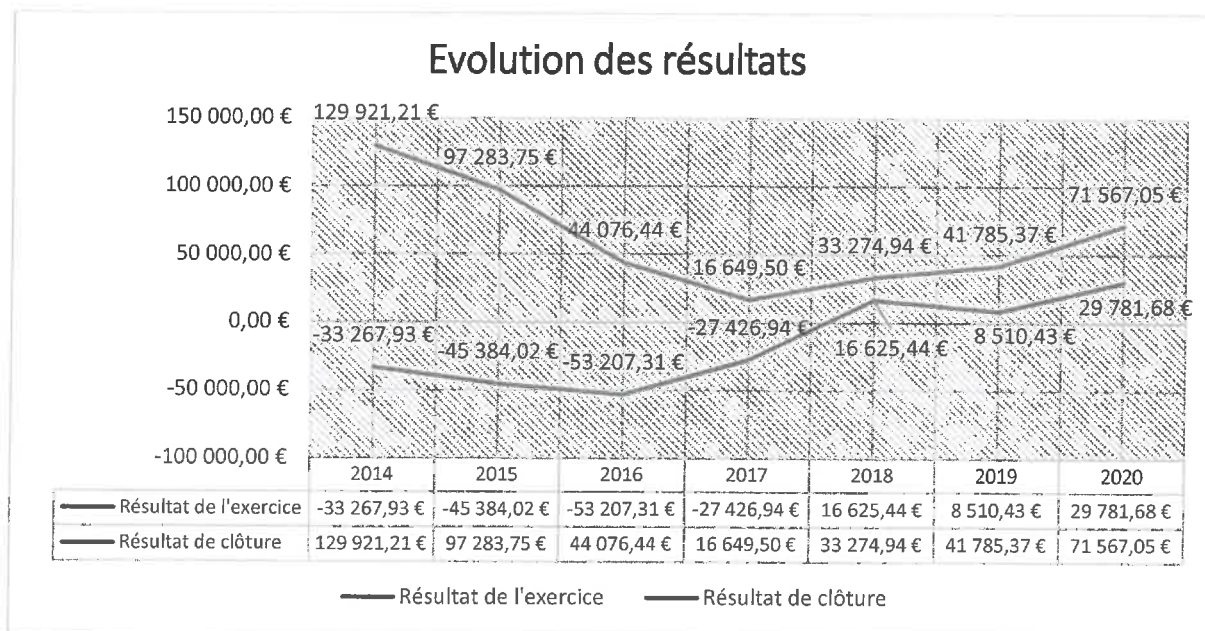 Evolution des résultats
150 000,00 €
129 921,21 €
97 283,75 €
100 000,00 €
71 567,05 €
44 076,44 €
41 785,37 €
33 274,94 €
50 000,00 €
16 649,50 €
29 781,68 €
0,00 €
-33 267,93 €
-45 384,02 €
-53 207,31 €
-27 426,94 €
16 625,44 €
8 510,43 €
-50 000,00 €
-100 000,00 €
2014 2015 2016 2017 2018 2019 2020
Résultat de l'exercice -33 267,93 € -45 384,02 € -53 207,31 € -27 426,94 € 16 625,44 € 8 510,43 € 29 781,68 €
Résultat de clôture 129 921,21 € 97 283,75 € 44 076,44 € 16 649,50 € 33 274,94 € 41 785,37 € 71 567,05 €
Résultat de l'exercice Résultat de clôture